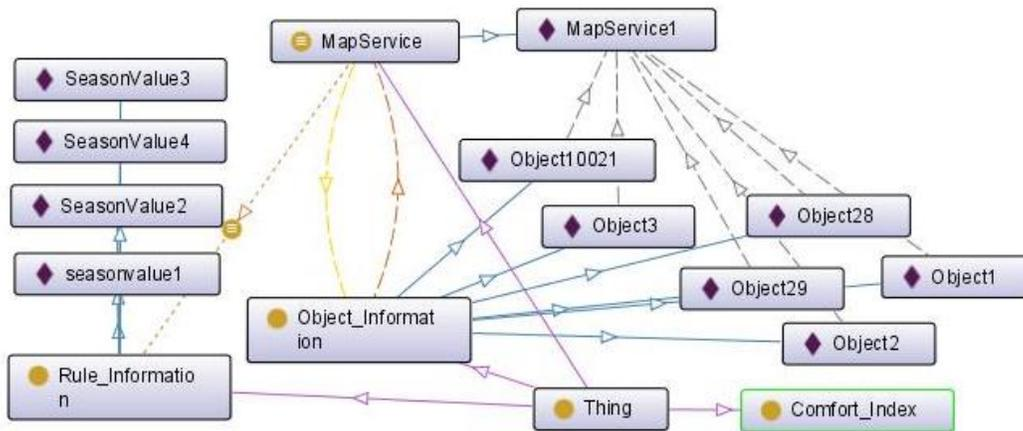 MapService
MapService1
SeasonValue3
SeasonValue4
SeasonValue2
seasonvalue1
Object10021
Object3
Object28
Object29
Object1
Object2
Object_Informat
ion
Rule_Informatio
n
Thing
Comfort_Index